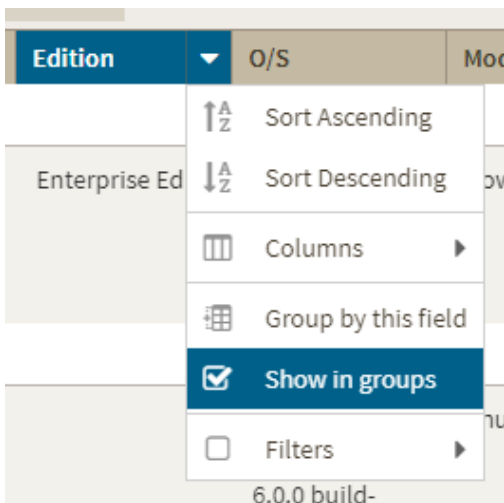 Edition
O/S
Sort Ascending
Enterprise Ed
Sort Descending
Columns
Group by this field
Show in groups
Filters
6.0.0 build-